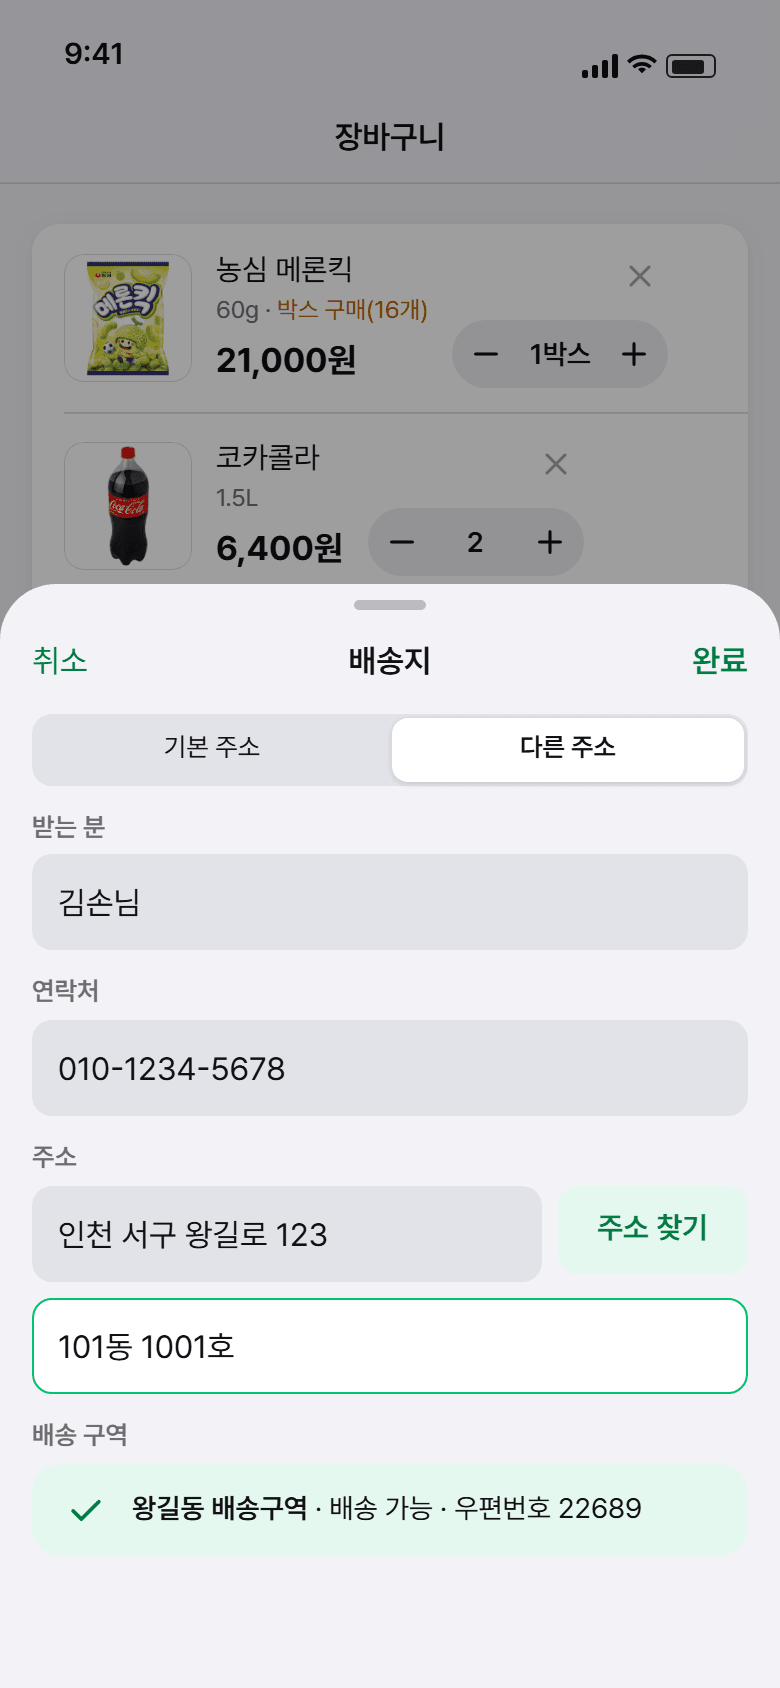 9:41
장바구니
농심 메론킥
60g · 박스 구매(16개)
21,000원
1박스
메론킥
코카콜라
1.5L
6,400원
2
Coca-Cola
취소
배송지
완료
기본 주소
다른 주소
받는 분
김손님
연락처
010-1234-5678
주소
인천 서구 왕길로 123
주소 찾기
101동 1001호
배송 구역
왕길동 배송구역 · 배송 가능 · 우편번호 22689